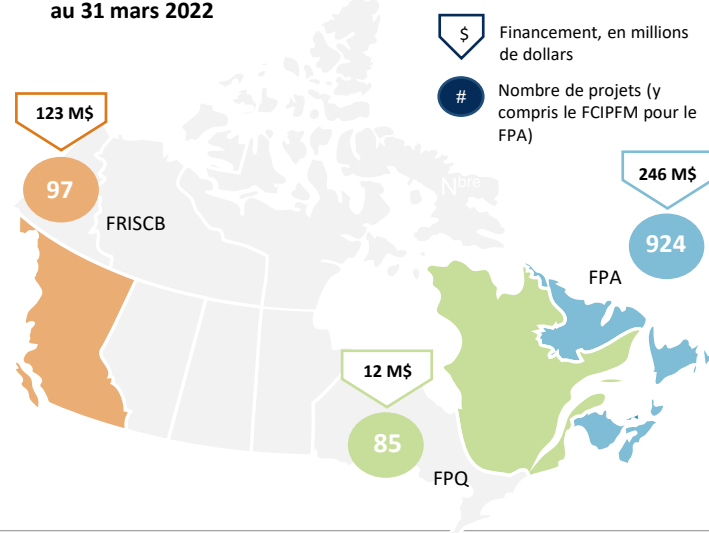 au 31 mars 2022
$
Financement, en millions
de dollars
#
Nombre de projets (y
compris le FCIPFM pour le
FPA)
123 M$
97
FRISCB
Nbre
246 M$
924
FPA
12 M$
85
FPQ